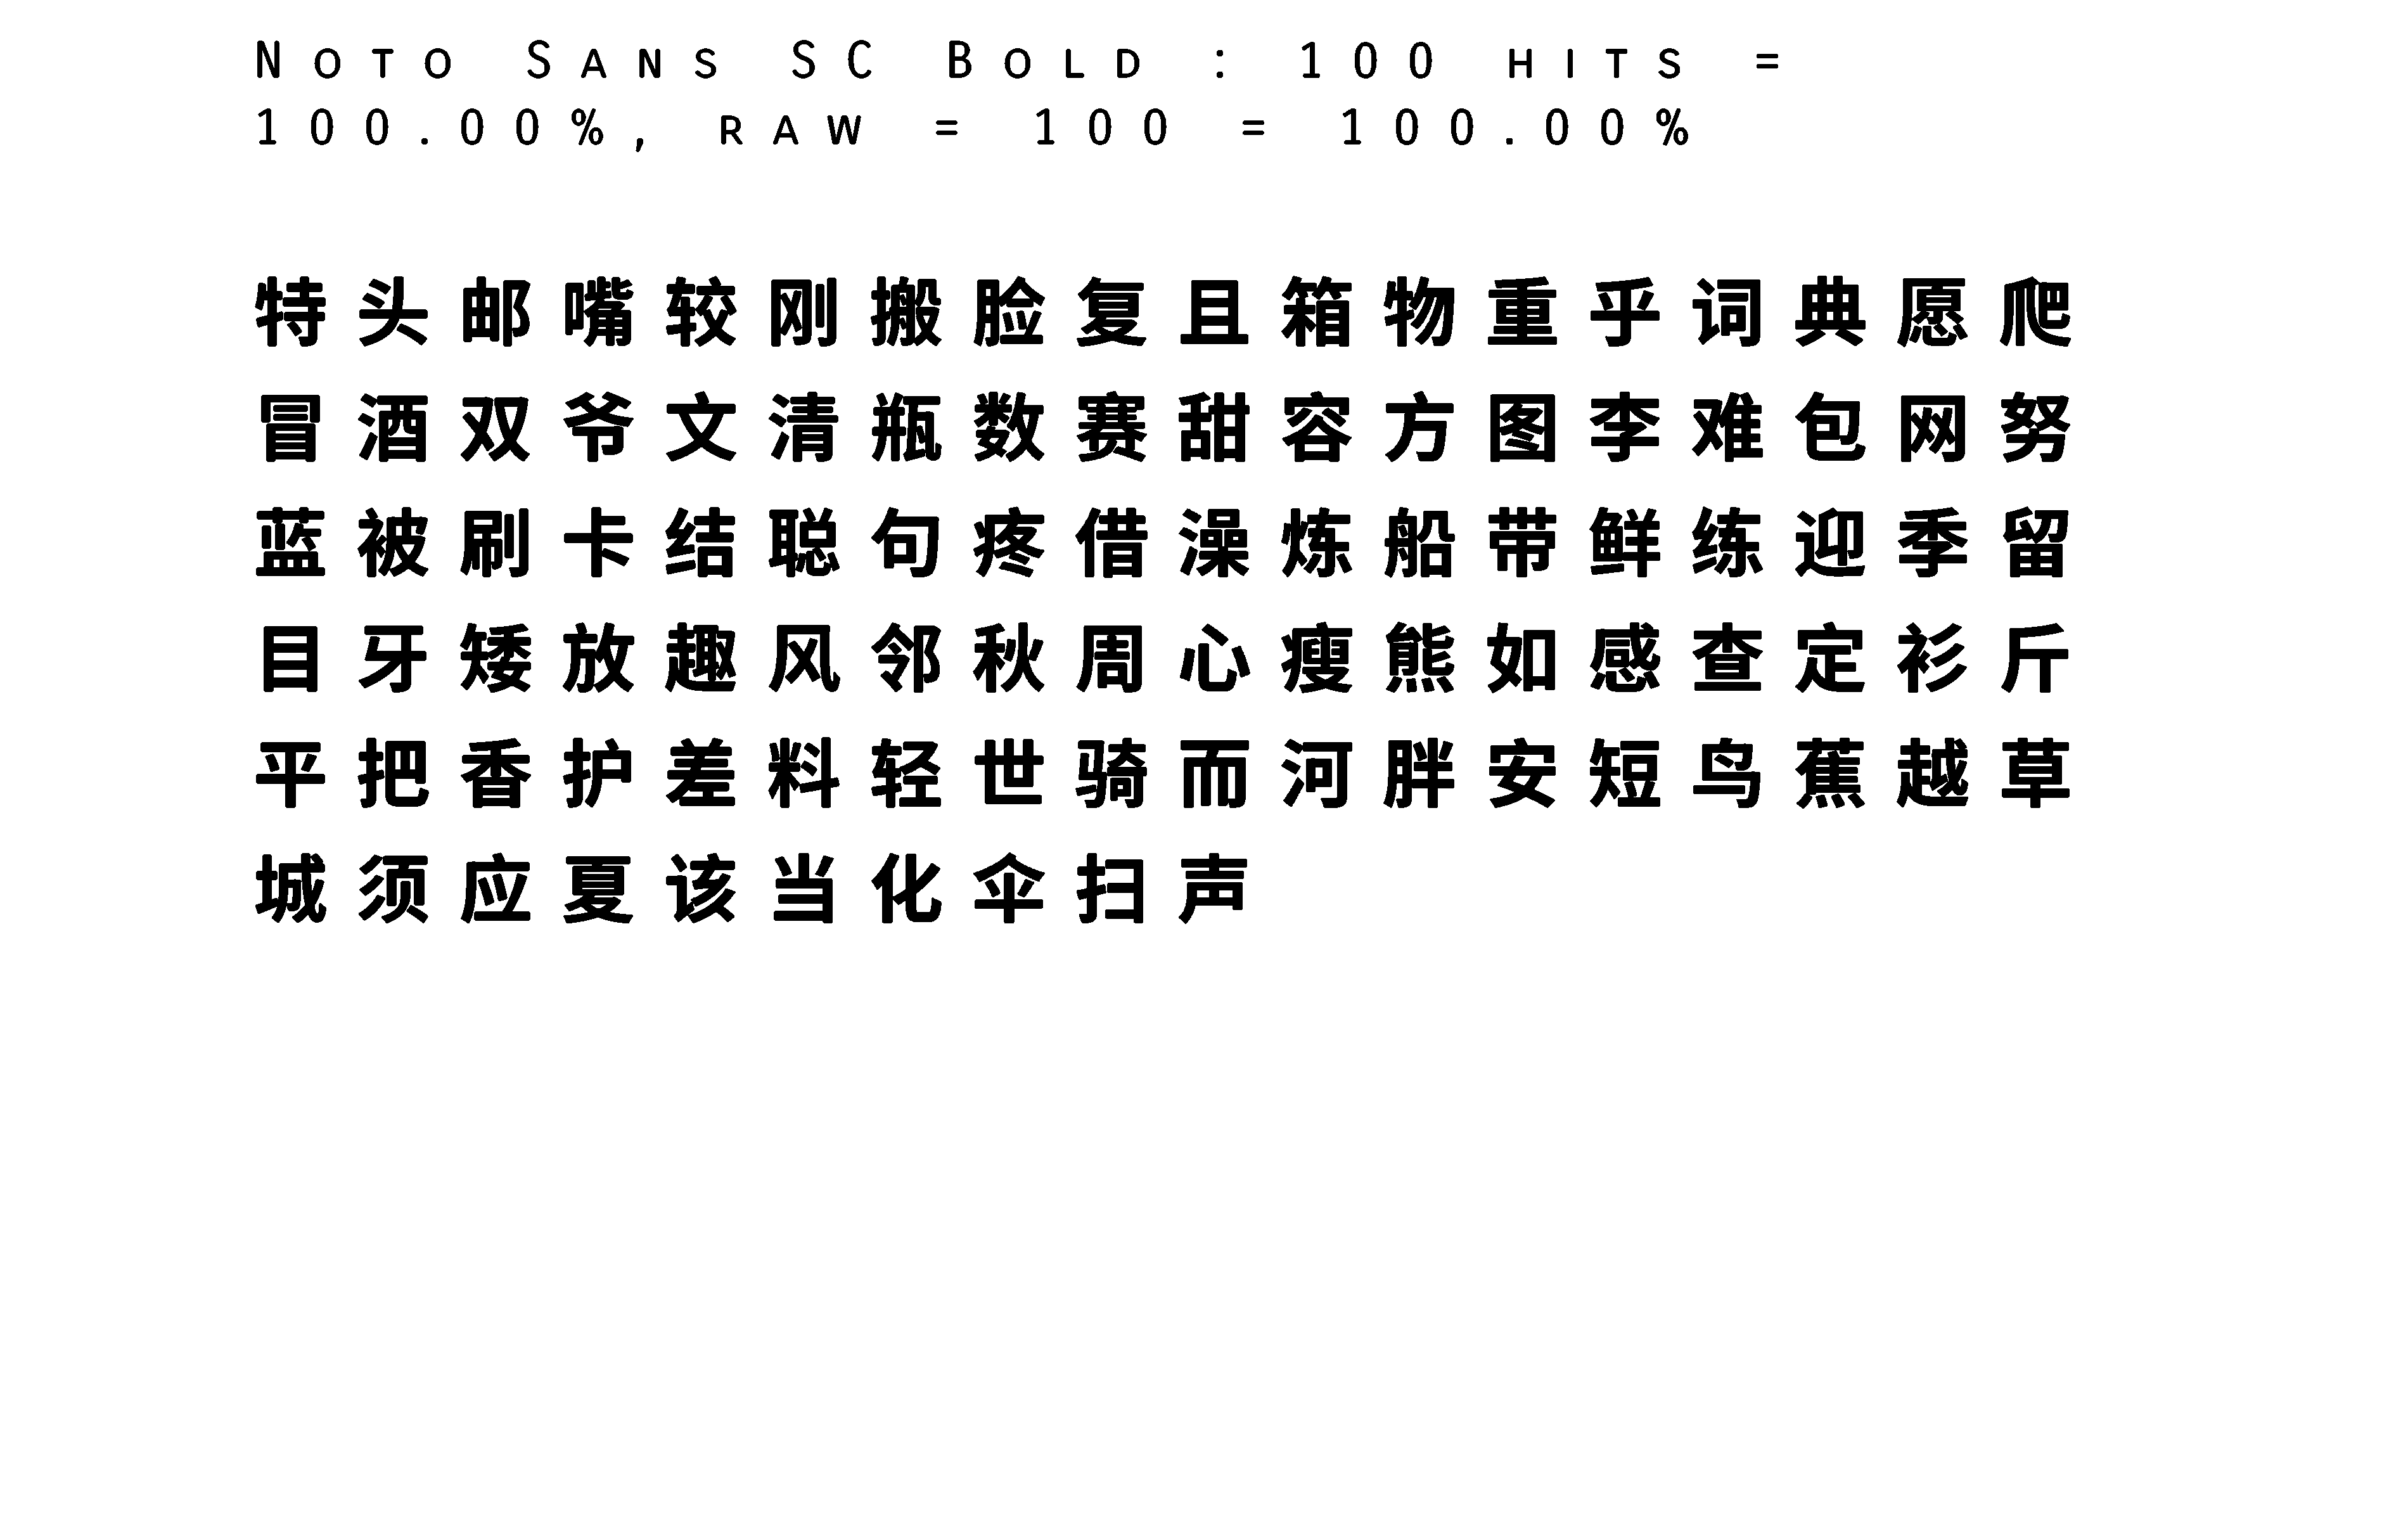 Noto Sans SC Bold : 100 hits =
100.00%, raw = 100 = 100.00%
特头邮嘴较刚搬脸复且箱物重乎词典愿爬
冒酒双爷文清瓶数赛甜容方图李难包网努
蓝被刷卡结聪句疼借澡炼船带鲜练迎季留
目牙矮放趣风邻秋周心瘦熊如感查定衫斤
平把香护差料轻世骑而河胖安短鸟蕉越草
城须应夏该当化伞扫声